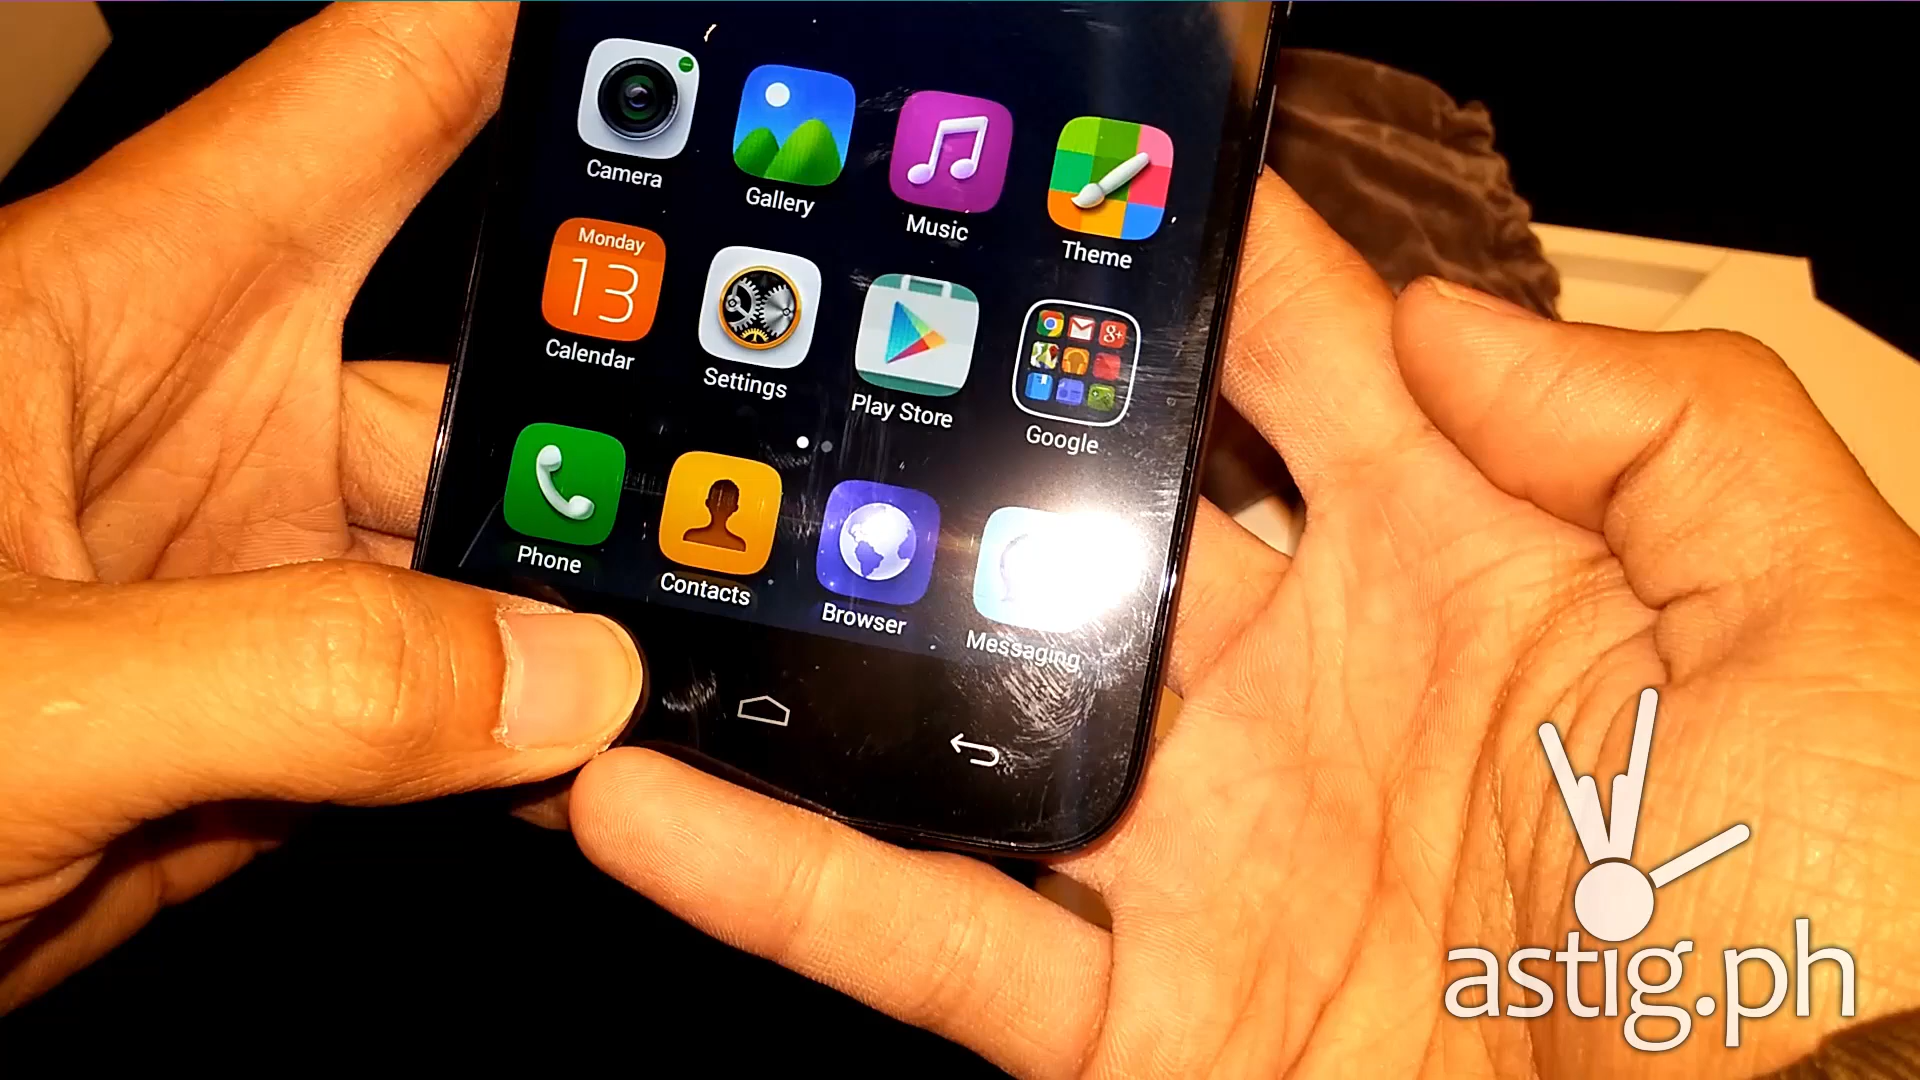 Camera
Gallery
Music
Theme
Monday
13
Calendar
Settings
Play Store
g+
Google
Phone
Contacts
Browser
Messaging
astig.ph